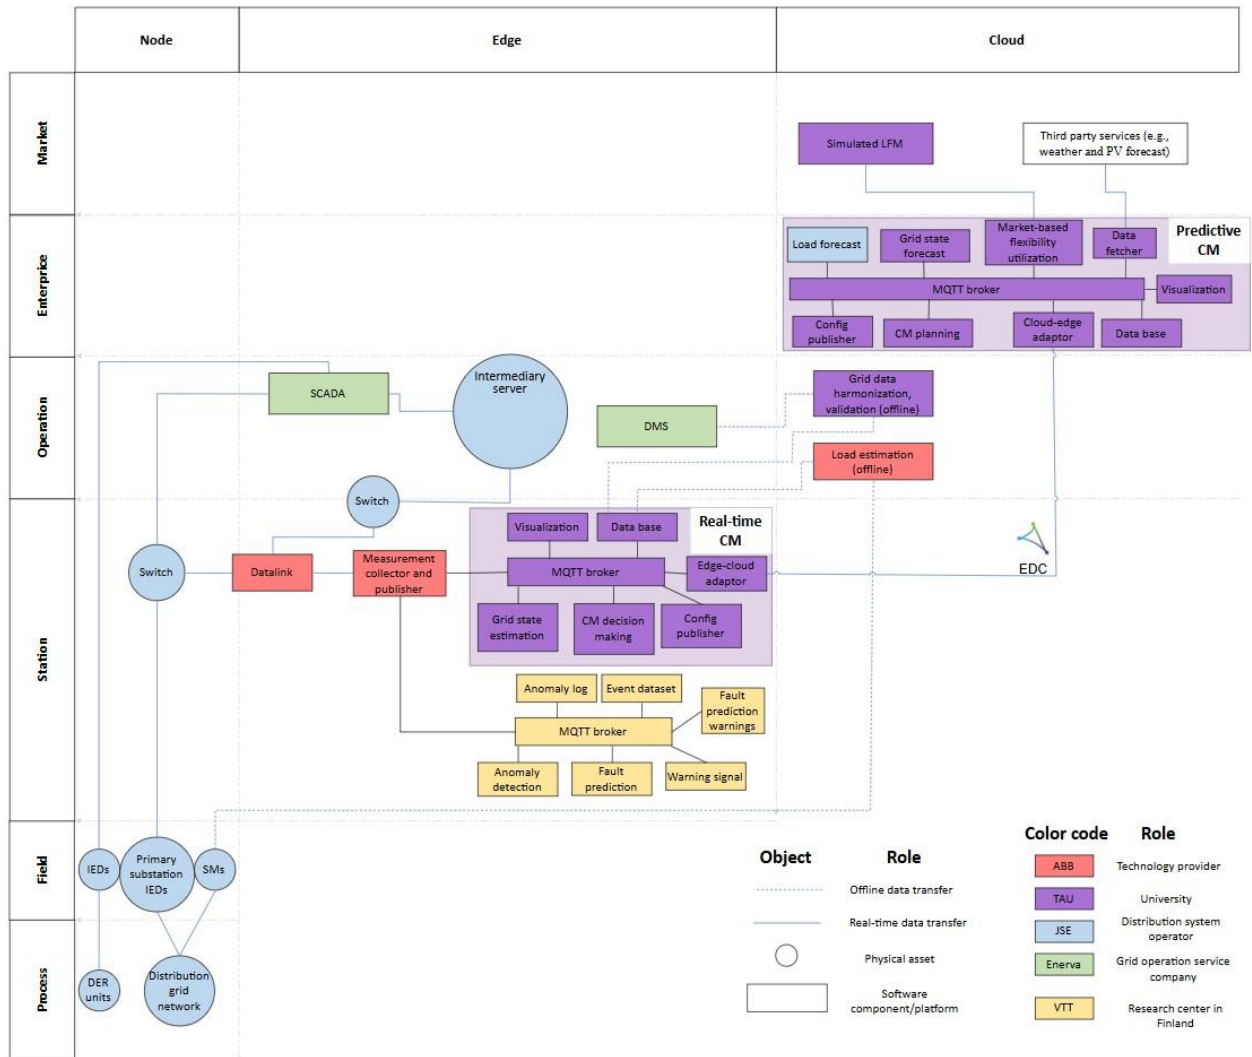 Node
Edge
Cloud
Market
Simulated LFM
Third party services (e.g.,
weather and PV forecast)
Enterprice
Predictive
CM
Load forecast
Grid state
forecast
Market-based
flexibility
utilization
Data
fetcher
MQTT broker
Visualization
Config
publisher
CM planning
Cloud-edge
adaptor
Data base
Operation
SCADA
Intermediary
server
DMS
Grid data
harmonization,
validation (offline)
Load estimation
(offline)
Switch
Station
Real-time
CM
Visualization
Data base
Switch
Datalink
Measurement
collector and
publisher
MQTT broker
Edge-cloud
adaptor
EDC
Grid state
estimation
CM decision
making
Config
publisher
Anomaly log
Event dataset
Fault
prediction
warnings
MQTT broker
Anomaly
detection
Fault
prediction
Warning signal
Field
IEDs
Primary
substation
IEDs
SMs
Process
DER
units
Distribution
grid
network
Object
Role
Offline data transfer
Real-time data transfer
Physical asset
Software
component/platform
Color code
Role
ABB
Technology provider
TAU
University
JSE
Distribution system
operator
Enerva
Grid operation service
company
VTT
Research center in
Finland